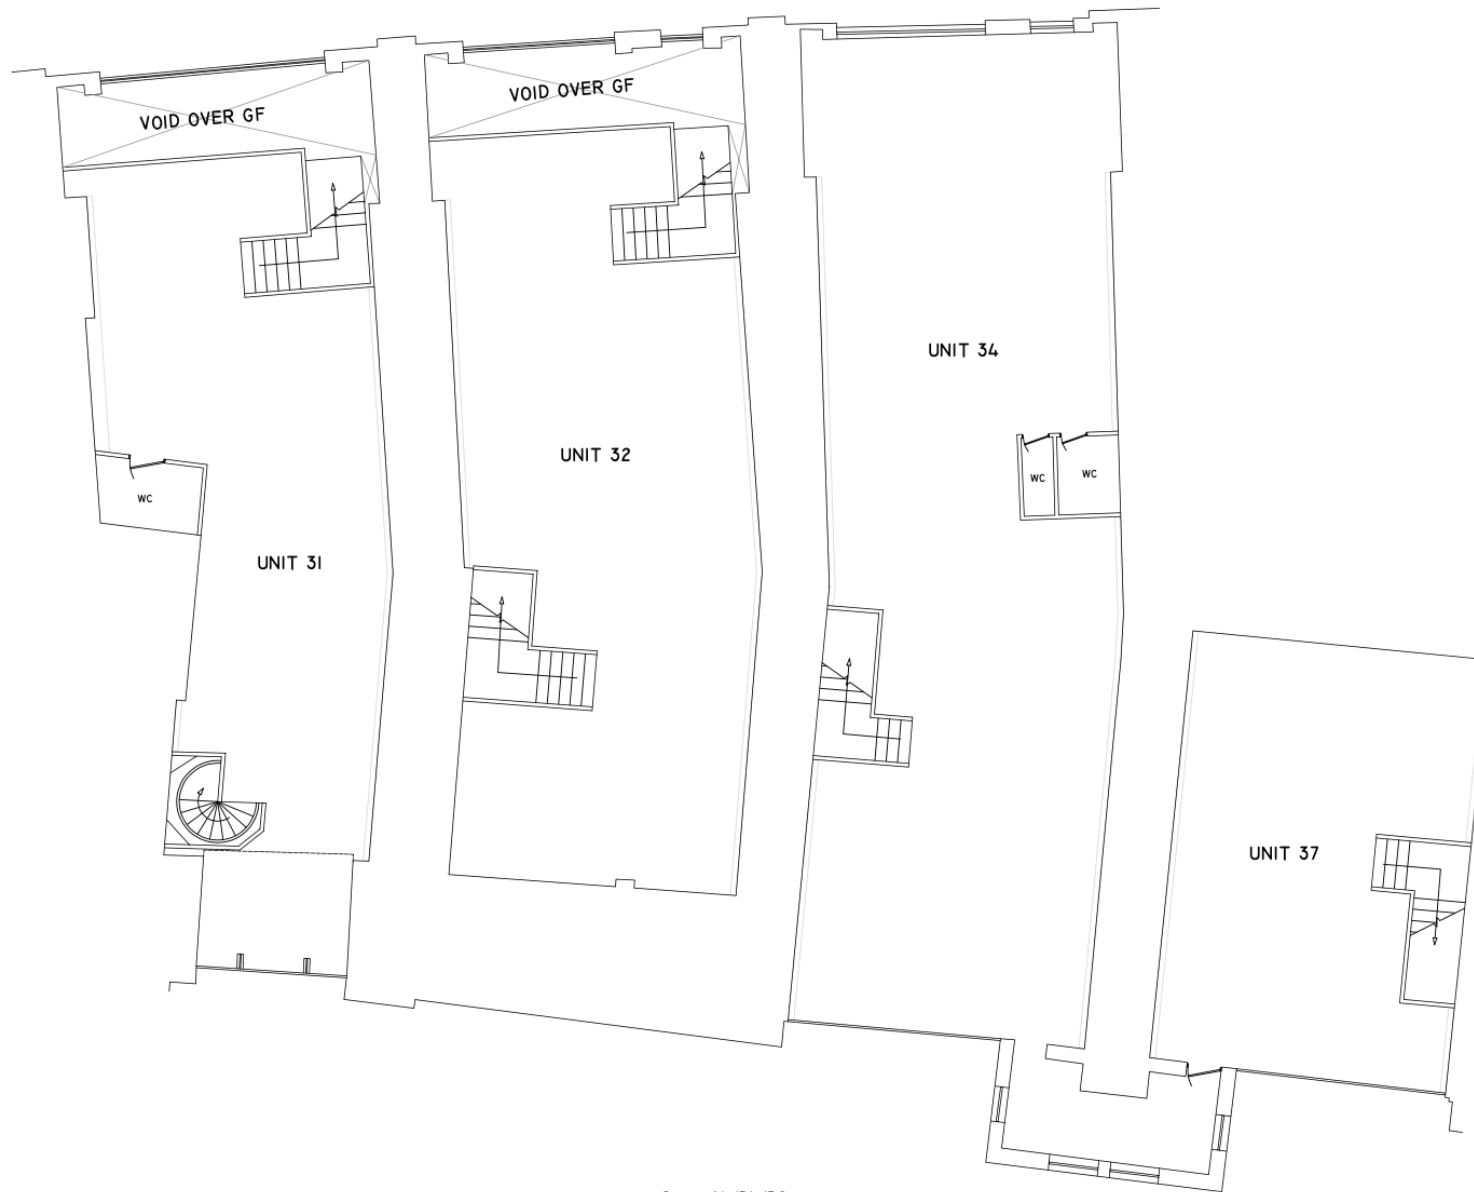 VOID OVER GF
VOID OVER GF
UNIT 34
UNIT 32
WC
WC
WC
UNIT 31
UNIT 37